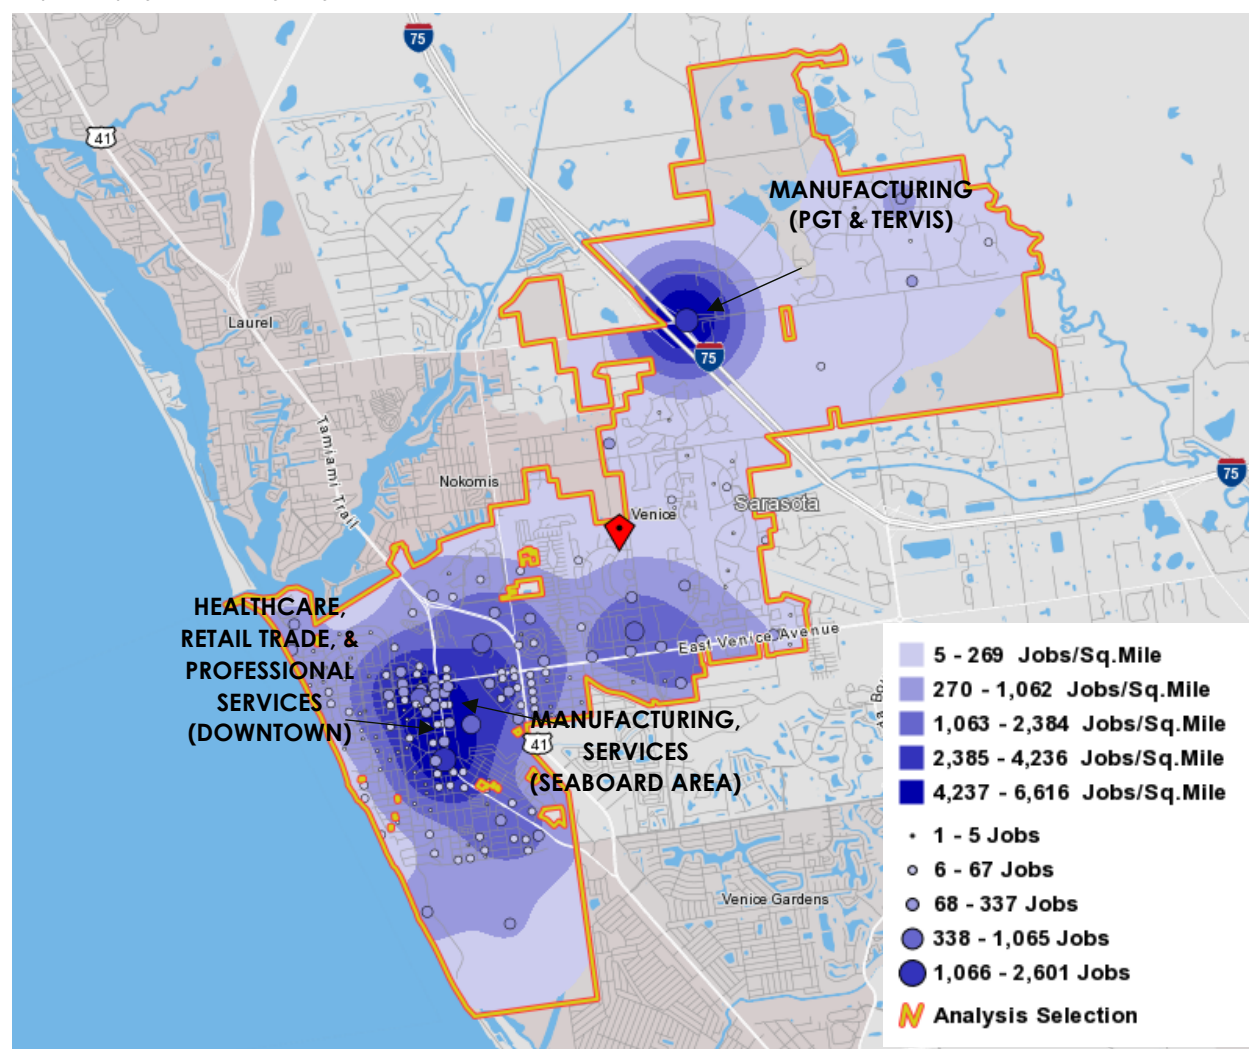 75
41
MANUFACTURING
(PGT & TERVIS)
Laurel
75
Tamiami Trail
Nokomis
75
Sarasota
Venice
HEALTHCARE,
RETAIL TRADE, &
PROFESSIONAL
SERVICES
(DOWNTOWN)
East Venice Avenue
MANUFACTURING,
SERVICES
(SEABOARD AREA)
41
Venice Gardens
5 - 269 Jobs/Sq.Mile
270 - 1,062 Jobs/Sq.Mile
1,063 - 2,384 Jobs/Sq.Mile
2,385 - 4,236 Jobs/Sq.Mile
4,237 - 6,616 Jobs/Sq.Mile
1 - 5 Jobs
6 - 67 Jobs
68 - 337 Jobs
338 - 1,065 Jobs
1,066 - 2,601 Jobs
Analysis Selection